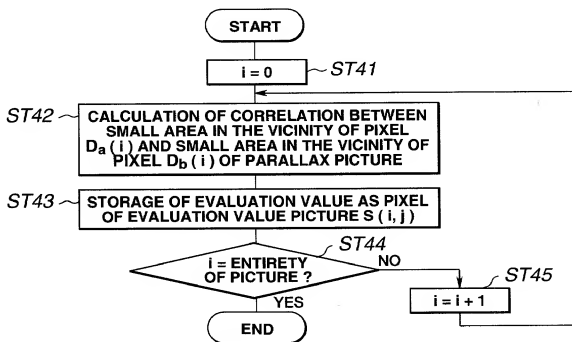 START
i = 0
ST41
ST42
CALCULATION OF CORRELATION BETWEEN
SMALL AREA IN THE VICINITY OF PIXEL
Da ( i ) AND SMALL AREA IN THE VICINITY OF
PIXEL Db ( i ) OF PARALLAX PICTURE
ST43
STORAGE OF EVALUATION VALUE AS PIXEL
OF EVALUATION VALUE PICTURE S ( i, j )
ST44
i = ENTIRETY
OF PICTURE ?
NO
ST45
i = i + 1
YES
END